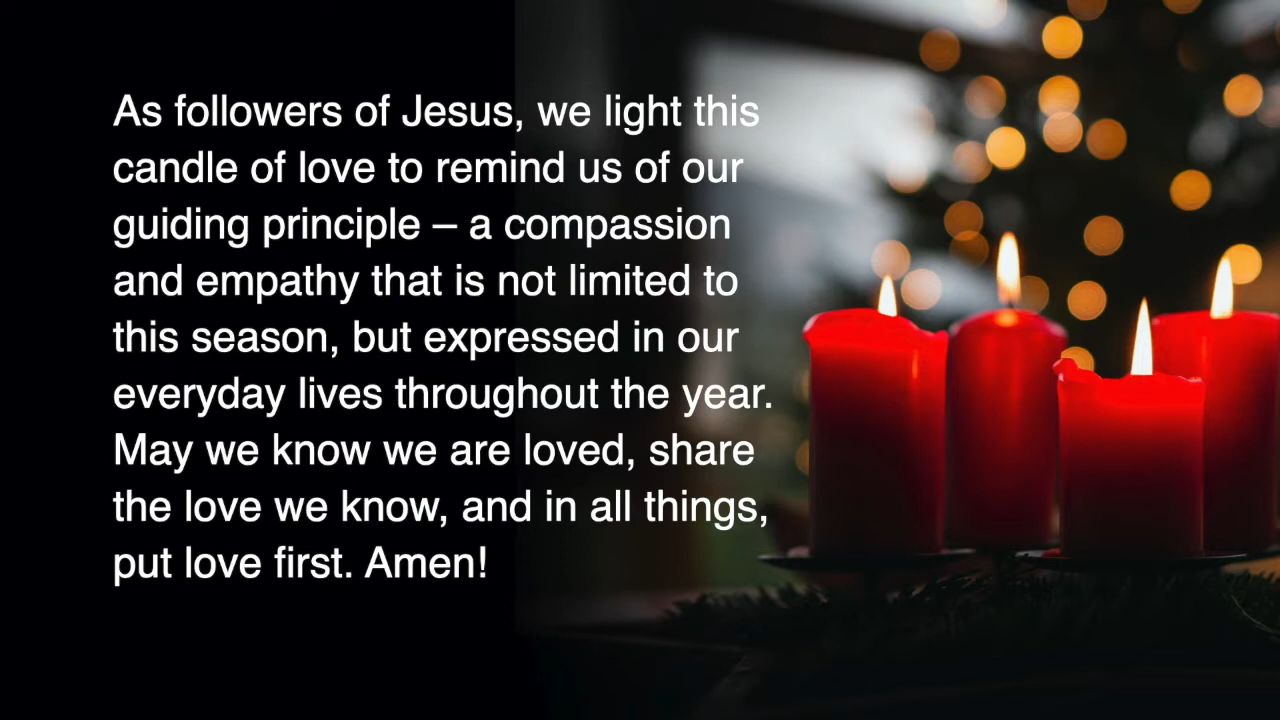 As followers of Jesus, we light this
candle of love to remind us of our
guiding principle – a compassion
and empathy that is not limited to
this season, but expressed in our
everyday lives throughout the year.
May we know we are loved, share
the love we know, and in all things,
put love first. Amen!